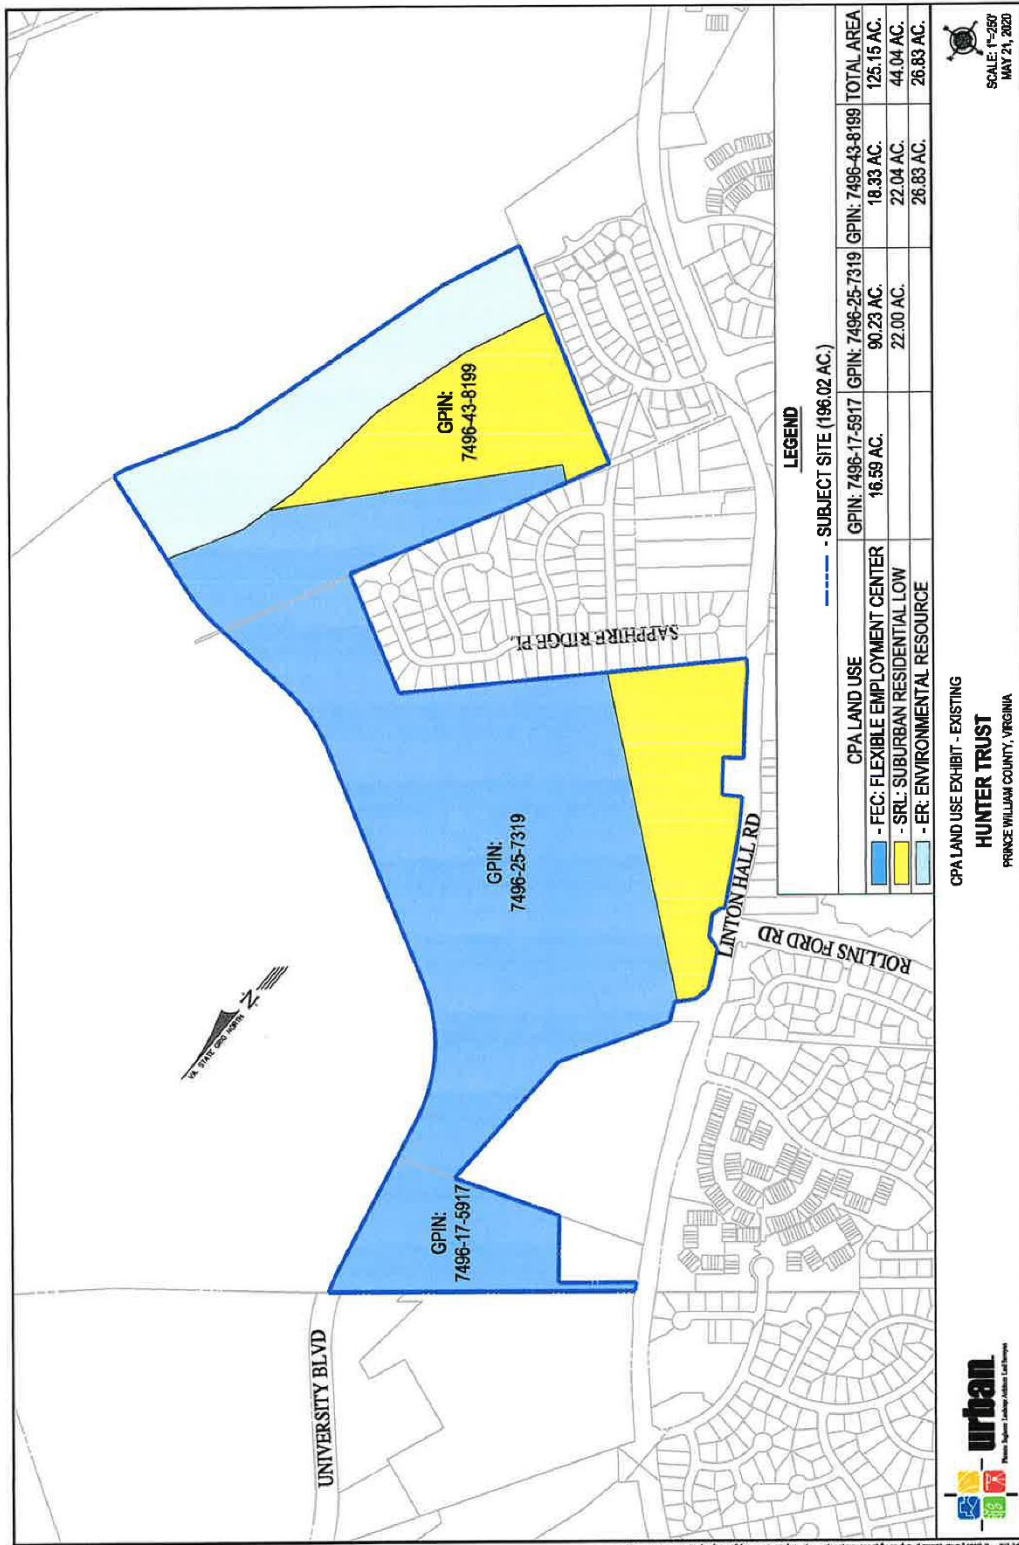 UNIVERSITY BLVD
VA STATE GRID NORTH
N
GPIN:
7496-17-5917
GPIN:
7496-25-7319
GPIN:
7496-43-8199
SAPPHIRE RIDGE PL
LINTON HALL RD
ROLLINS FORD RD
LEGEND
- SUBJECT SITE (196.02 AC.)
CPA LAND USE GPIN: 7496-17-5917 GPIN: 7496-25-7319 GPIN: 7496-43-8199 TOTAL AREA
- FEC: FLEXIBLE EMPLOYMENT CENTER 16.59 AC. 90.23 AC. 18.33 AC. 125.15 AC.
- SRL: SUBURBAN RESIDENTIAL LOW 22.00 AC. 22.04 AC. 44.04 AC.
- ER: ENVIRONMENTAL RESOURCE 26.83 AC. 26.83 AC.
urban
CPA LAND USE EXHIBIT - EXISTING
HUNTER TRUST
PRINCE WILLIAM COUNTY, VIRGINIA
SCALE: 1"=250'
MAY 21, 2020